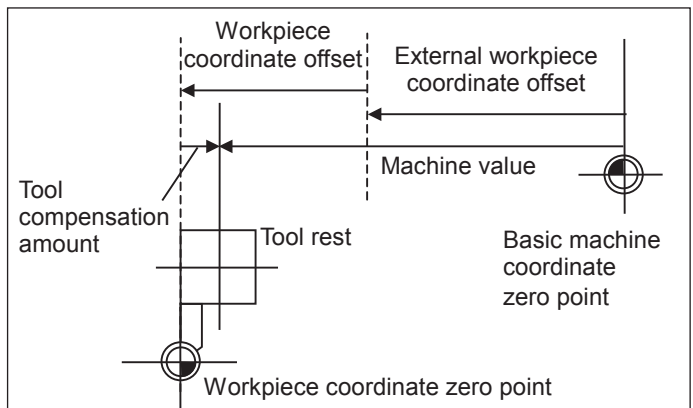 Workpiece
coordinate offset
External workpiece
coordinate offset
Machine value
Tool
compensation
amount
Tool rest
Basic machine
coordinate
zero point
Workpiece coordinate zero point